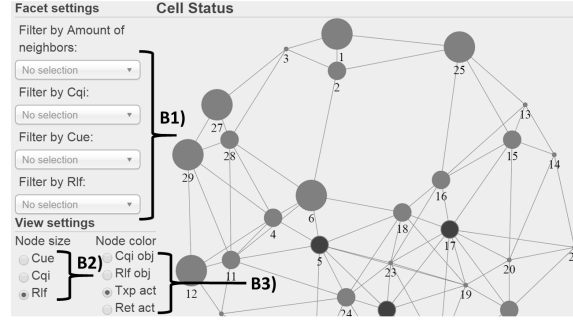 Facet settings
Cell Status
Filter by Amount of
neighbors:
No selection
Filter by Cqi:
No selection
Filter by Cue:
No selection
Filter by Rlf:
No selection
B1)
View settings
Node size
Node color
Cue
Cqi
Rlf
B2)
Cqi obj
Rlf obj
Txp act
Ret act
B3)
1
3
2
25
27
13
28
15
29
14
16
6
18
4
17
5
11
23
20
12
19
24